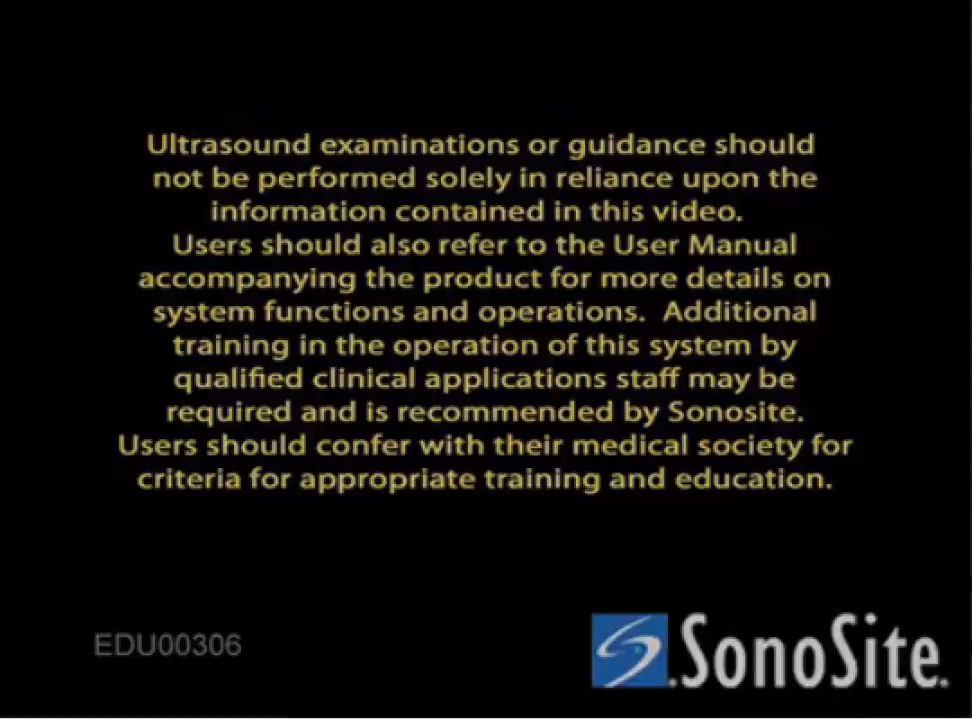 Ultrasound examinations or guidance should
not be performed solely in reliance upon the
information contained in this video.
Users should also refer to the User Manual
accompanying the product for more details on
system functions and operations.  Additional
training in the operation of this system by
qualified clinical applications staff may be
required and is recommended by Sonosite.
Users should confer with their medical society for
criteria for appropriate training and education.
EDU00306
SonoSite.